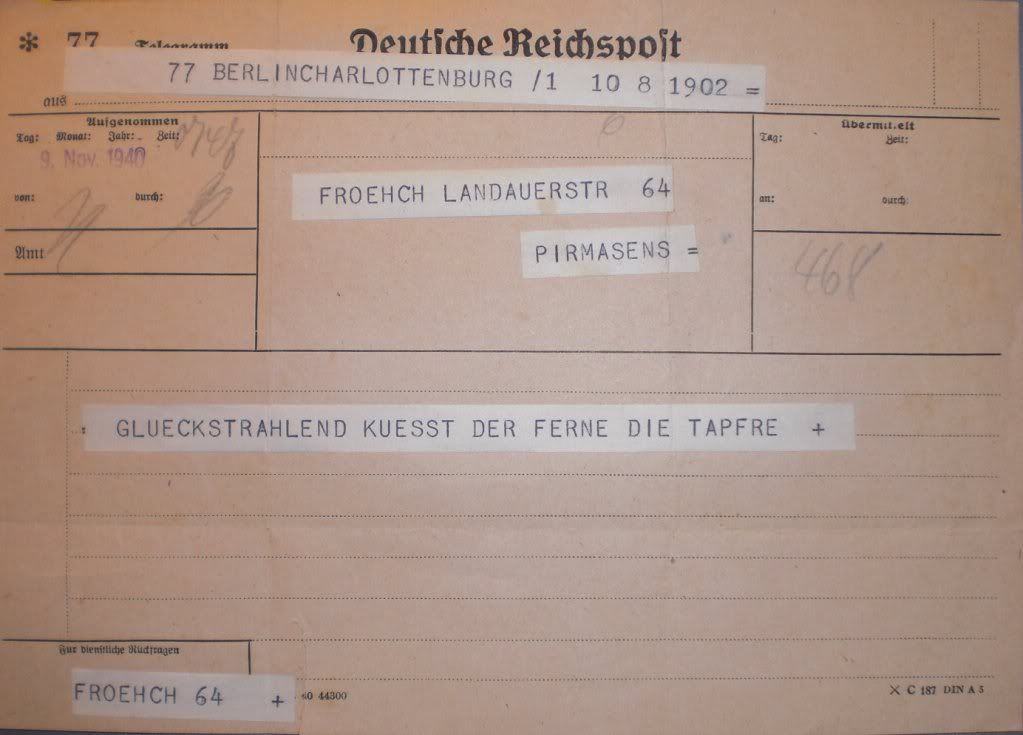 * 77 Telegramm Deutsche Reichspost
77 BERLINCHARLOTTENBURG /1 10 8 1902 =
aus
Aufgenommen
Tag: Monat: Jahr: Zeit:
9. Nov. 1940
von: durch:
Amt
FROEHCH LANDAUERSTR 64
PIRMASENS =
Übermittelt
Tag: Zeit:
an: durch:
468
GLUECKSTRAHLEND KUESST DER FERNE DIE TAPFRE +
Für dienstliche Rückfragen
FROEHCH 64 +
40 44300
C 187 DIN A 5